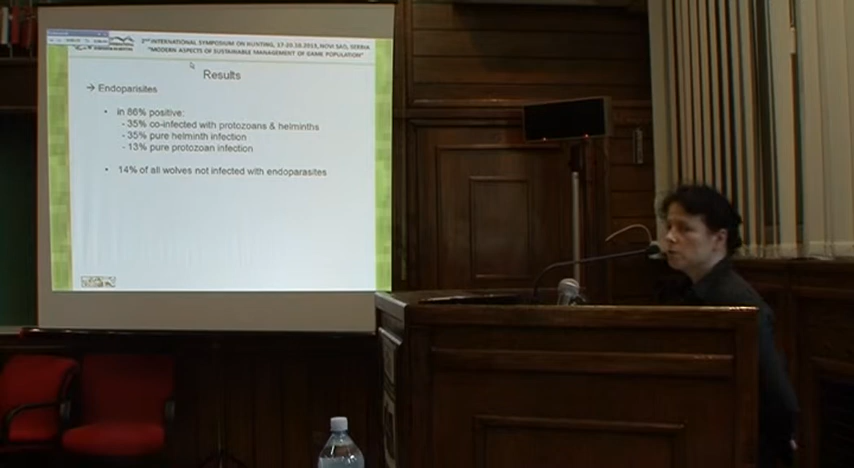 2nd INTERNATIONAL SYMPOSIUM ON HUNTING, 17-20.10.2013, NOVI SAD, SERBIA
"MODERN ASPECTS OF SUSTAINABLE MANAGEMENT OF GAME POPULATION"
Results
→ Endoparisites
• in 86% positive:
- 35% co-infected with protozoans & helminths
- 35% pure helminth infection
- 13% pure protozoan infection
• 14% of all wolves not infected with endoparasites